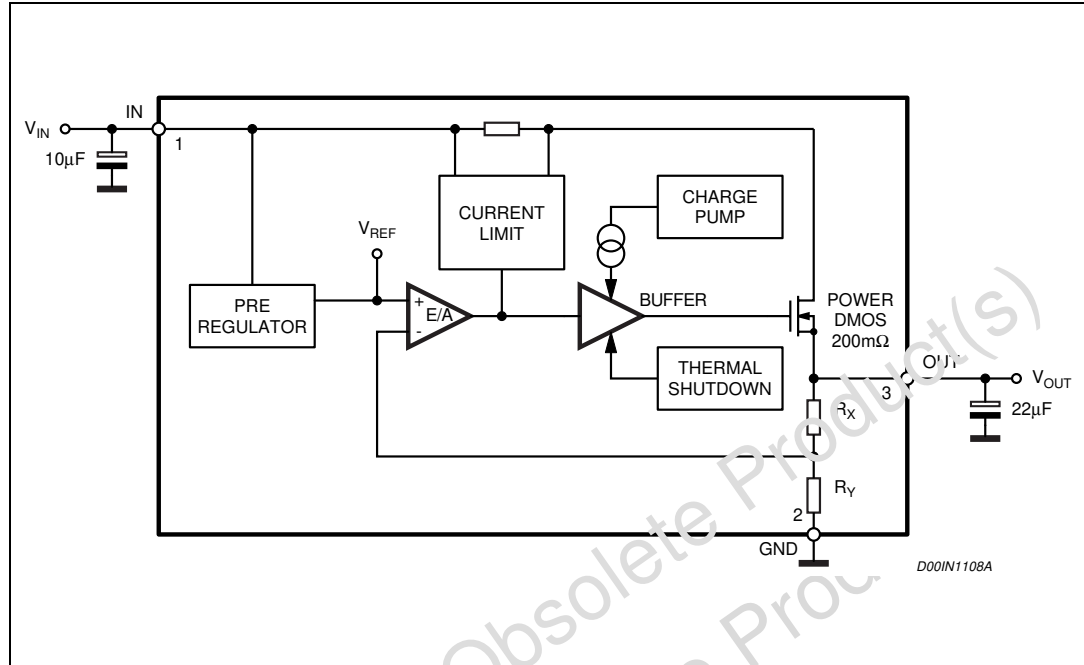 IN
V_IN
1
10µF
CURRENT
LIMIT
CHARGE
PUMP
V_REF
PRE
REGULATOR
+
E/A
-
BUFFER
POWER
DMOS
200mΩ
THERMAL
SHUTDOWN
OUT
3
V_OUT
22µF
R_X
R_Y
2
GND
D00IN1108A
Obsolete Product(s)